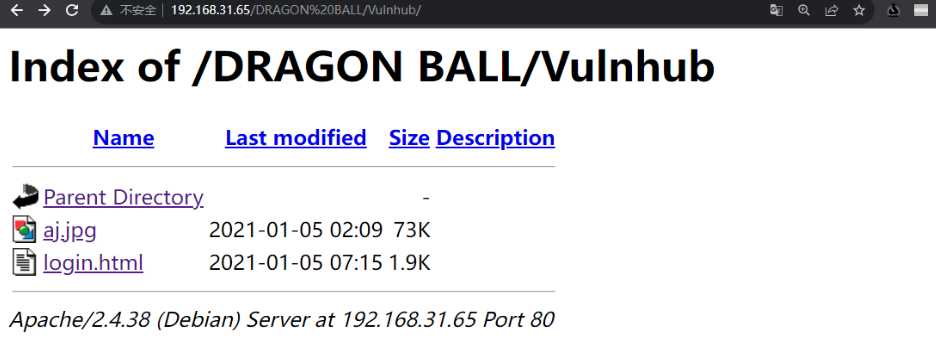 不安全 192.168.31.65/DRAGON%20BALL/Vulnhub/
Index of /DRAGON BALL/Vulnhub
Name Last modified Size Description
Parent Directory -
aj.jpg 2021-01-05 02:09 73K
login.html 2021-01-05 07:15 1.9K
Apache/2.4.38 (Debian) Server at 192.168.31.65 Port 80